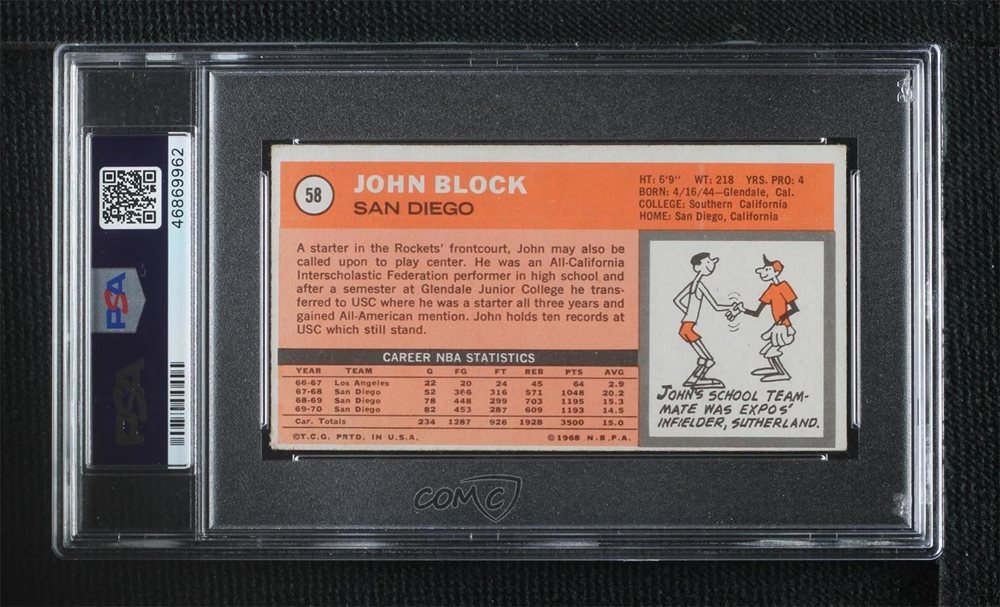 46869962
PSA
PSA
58
JOHN BLOCK
SAN DIEGO
HT: 6'9" WT: 218 YRS. PRO: 4
BORN: 4/16/44—Glendale, Cal.
COLLEGE: Southern California
HOME: San Diego, California
A starter in the Rockets' frontcourt, John may also be
called upon to play center. He was an All-California
Interscholastic Federation performer in high school and
after a semester at Glendale Junior College he trans-
ferred to USC where he was a starter all three years and
gained All-American mention. John holds ten records at
USC which still stand.
CAREER NBA STATISTICS
YEAR TEAM G FG FT REB PTS AVG
66-67 Los Angeles 22 20 24 45 64 2.9
67-68 San Diego 52 366 316 571 1048 20.2
68-69 San Diego 78 448 299 703 1195 15.3
69-70 San Diego 82 453 287 609 1193 14.5
Car. Totals 234 1287 926 1928 3500 15.0
©T.C.G. PRTD. IN U.S.A. ©1968 N.B.P.A.
JOHN'S SCHOOL TEAM-
MATE WAS EXPOS'
INFIELDER, SUTHERLAND.
COMC